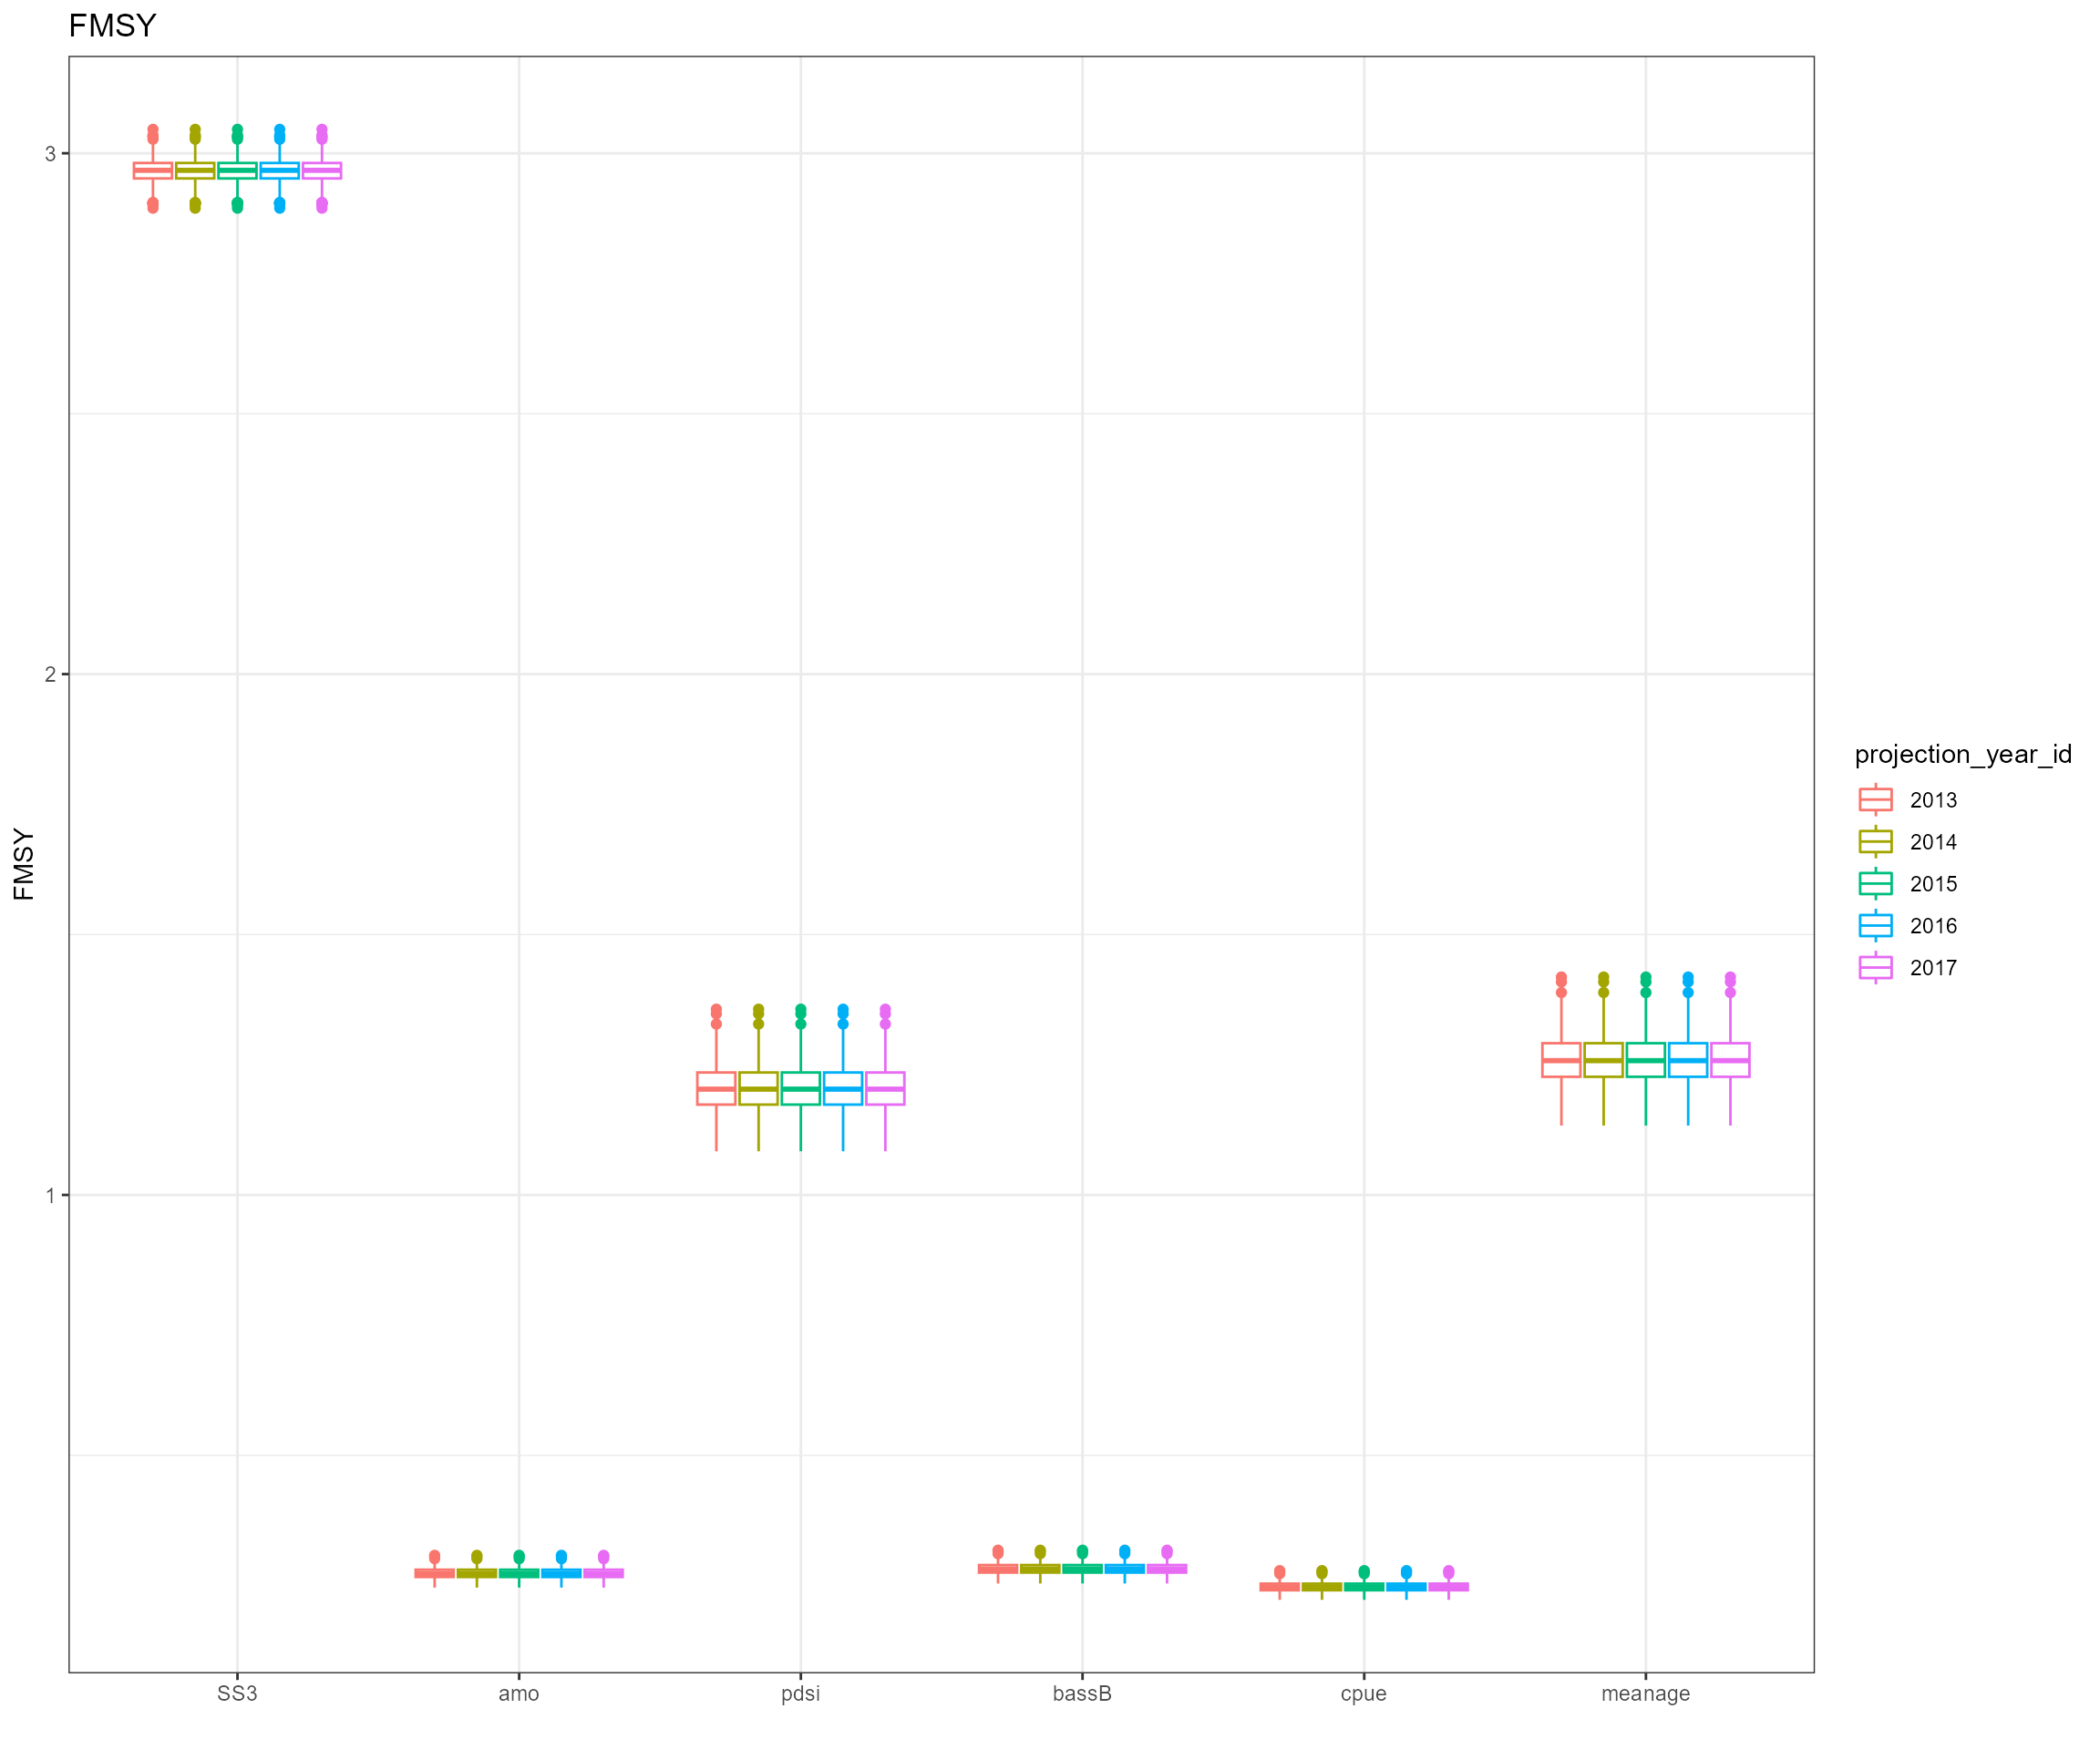 FMSY
3
2
1
FMSY
SS3 amo pdsi bassB cpue meanage
projection_year_id
2013
2014
2015
2016
2017